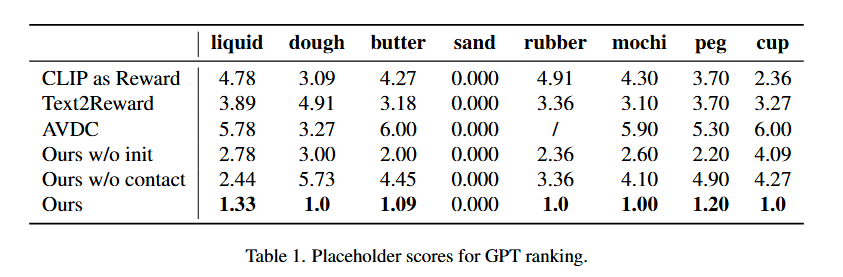 liquid dough butter sand rubber mochi peg cup
CLIP as Reward 4.78 3.09 4.27 0.000 4.91 4.30 3.70 2.36
Text2Reward 3.89 4.91 3.18 0.000 3.36 3.10 3.70 3.27
AVDC 5.78 3.27 6.00 0.000 / 5.90 5.30 6.00
Ours w/o init 2.78 3.00 2.00 0.000 2.36 2.60 2.20 4.09
Ours w/o contact 2.44 5.73 4.45 0.000 3.36 4.10 4.90 4.27
Ours 1.33 1.0 1.09 0.000 1.0 1.00 1.20 1.0
Table 1. Placeholder scores for GPT ranking.